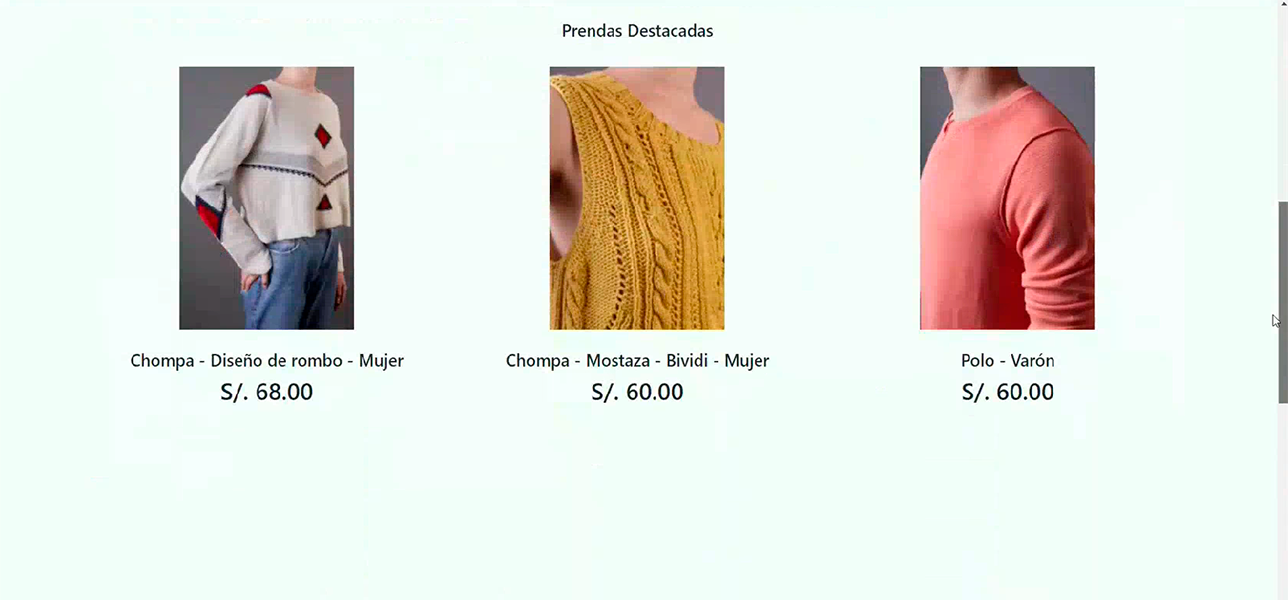 Prendas Destacadas
Chompa - Diseño de rombo - Mujer
S/. 68.00
Chompa - Mostaza - Bividi - Mujer
S/. 60.00
Polo - Varón
S/. 60.00